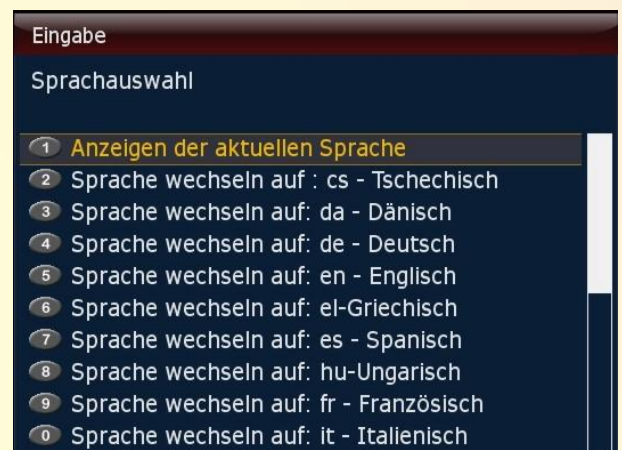 Eingabe
Sprachauswahl
1 Anzeigen der aktuellen Sprache
2 Sprache wechseln auf : cs - Tschechisch
3 Sprache wechseln auf: da - Dänisch
4 Sprache wechseln auf: de - Deutsch
5 Sprache wechseln auf: en - Englisch
6 Sprache wechseln auf: el-Griechisch
7 Sprache wechseln auf: es - Spanisch
8 Sprache wechseln auf: hu-Ungarisch
9 Sprache wechseln auf: fr - Französisch
0 Sprache wechseln auf: it - Italienisch